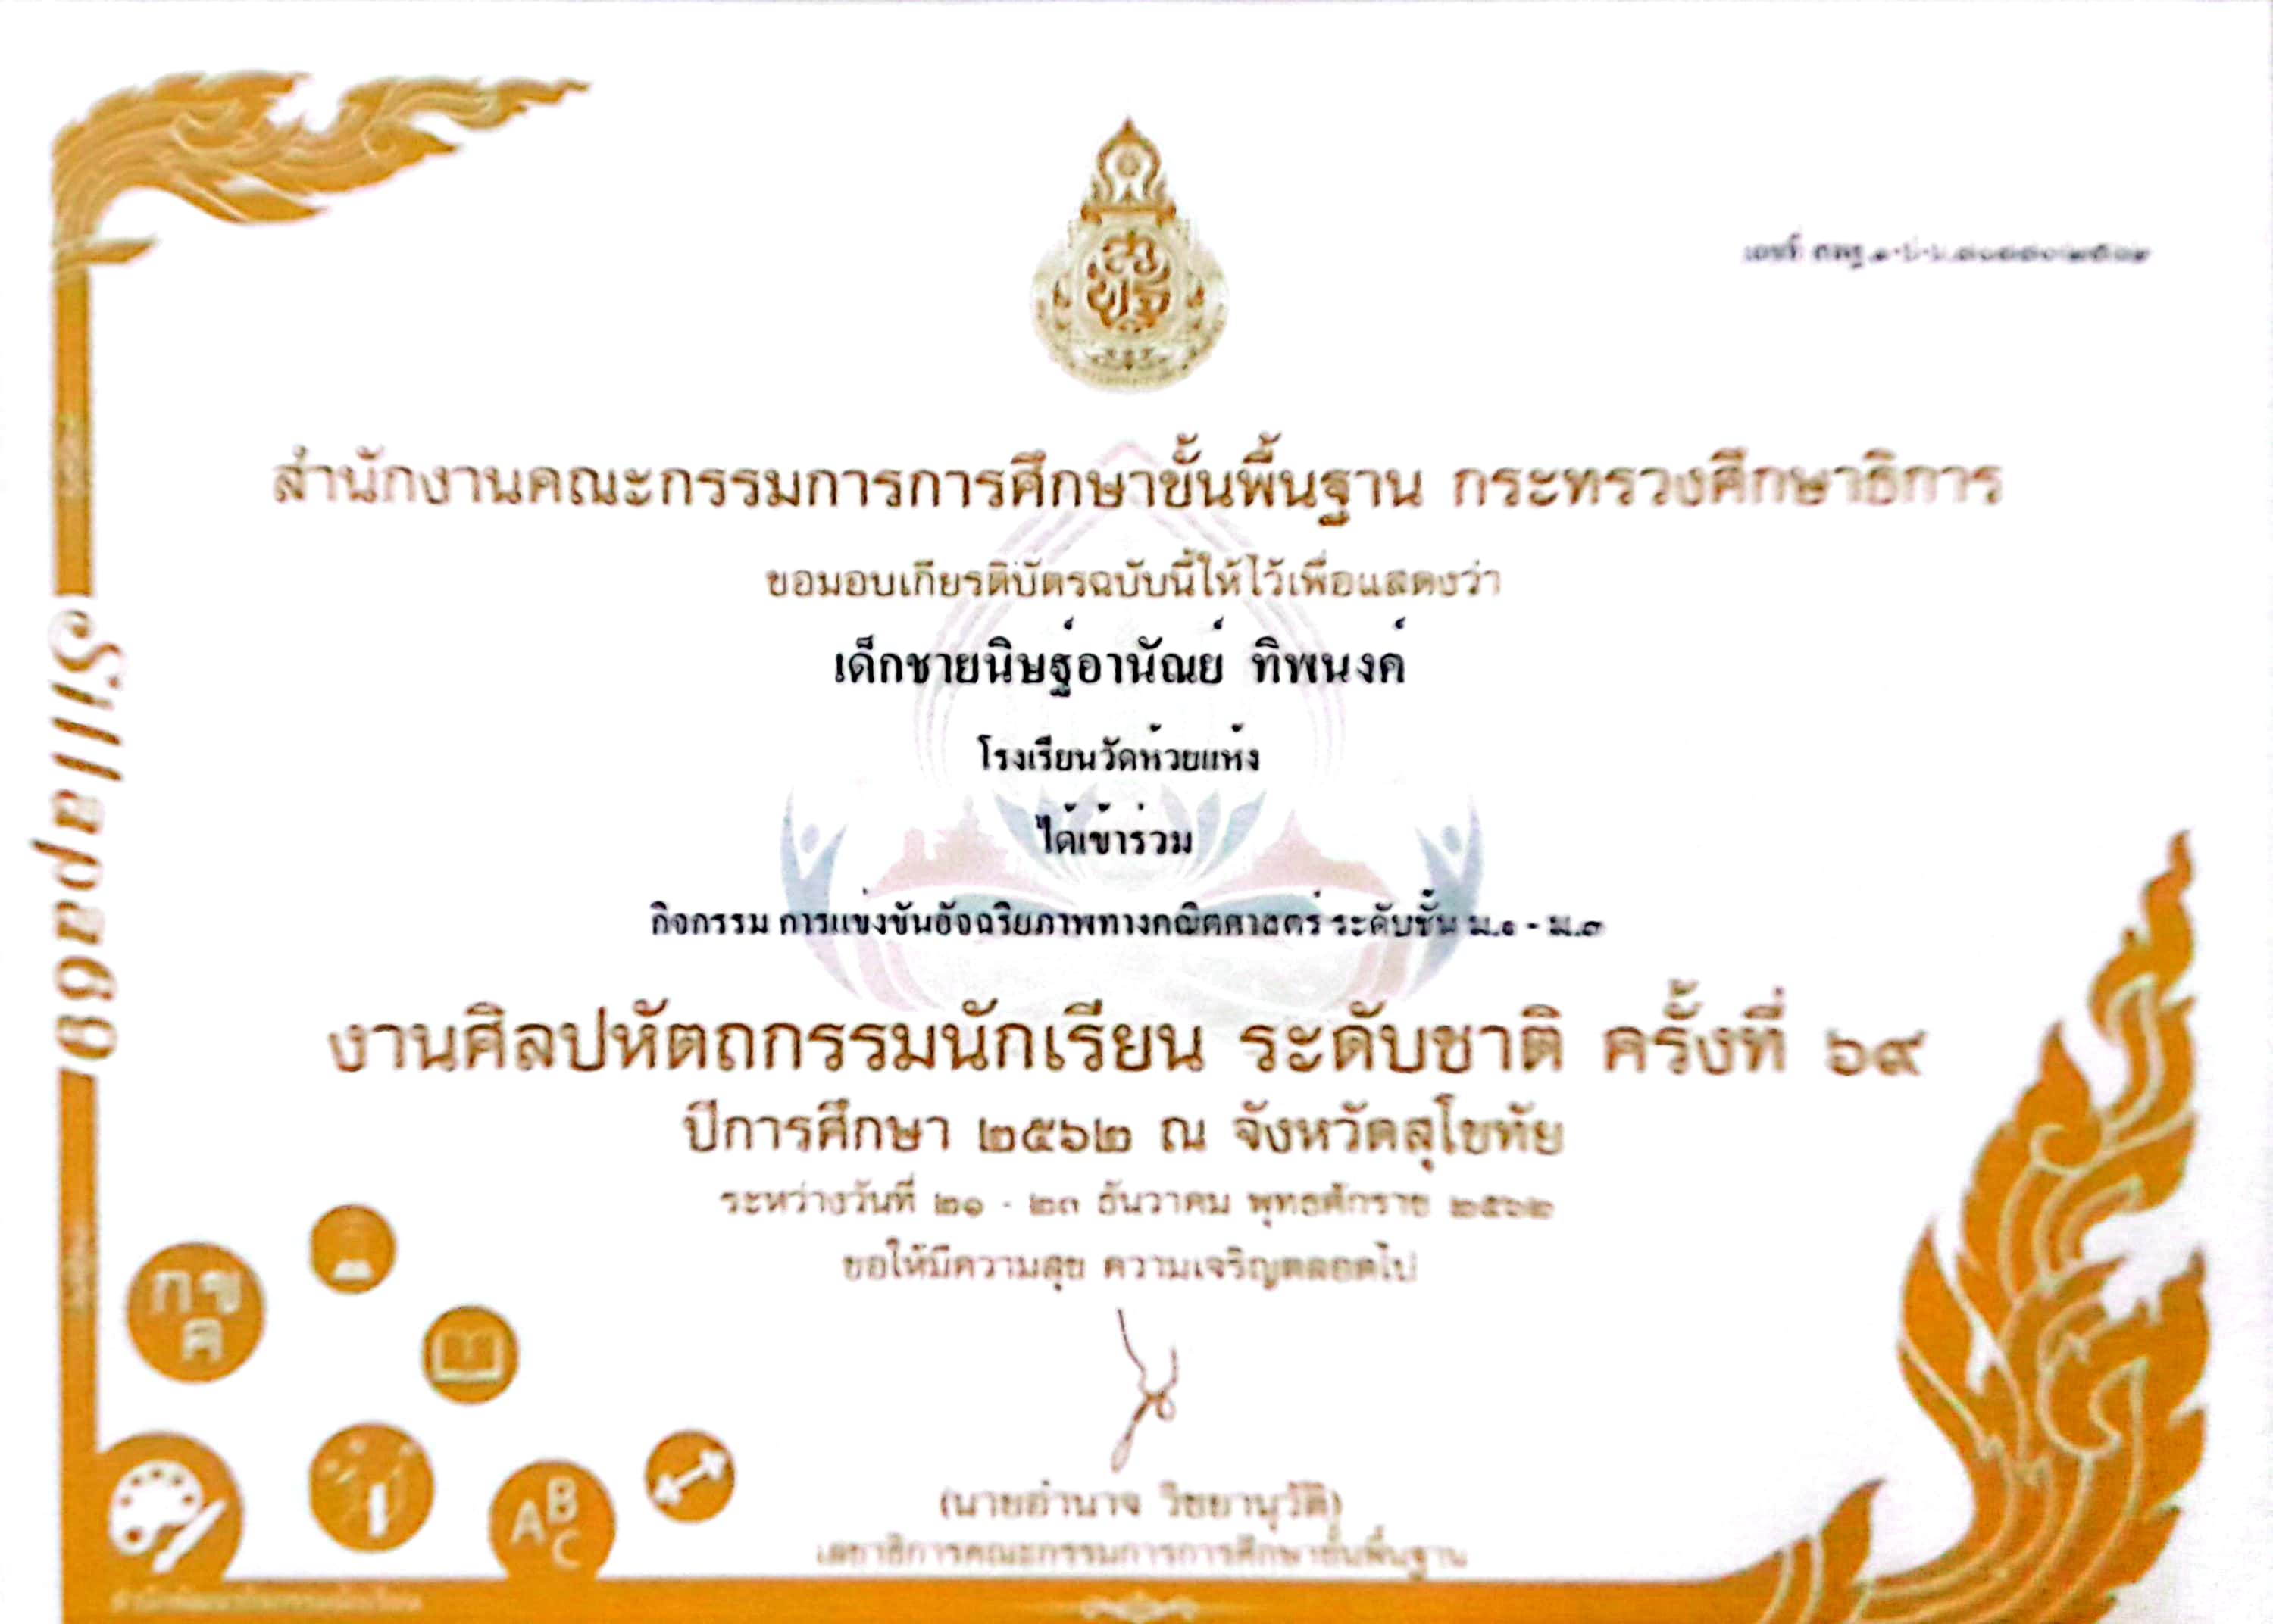 สำนักงานคณะกรรมการการศึกษาขั้นพื้นฐาน กระทรวงศึกษาธิการ
ขอมอบเกียรติบัตรฉบับนี้ให้ไว้เพื่อแสดงว่า
เด็กชายนิษฐ์อานัณย์ ทิพนงค์
โรงเรียนวัดห้วยแห้ง
ได้เข้าร่วม
กิจกรรม การแข่งขันอัจฉริยภาพทางคณิตศาสตร์ ระดับชั้น ม.๑ - ม.๓
งานศิลปหัตถกรรมนักเรียน ระดับชาติ ครั้งที่ ๖๙
ปีการศึกษา ๒๕๖๒ ณ จังหวัดสุโขทัย
ระหว่างวันที่ ๒๑ - ๒๓ ธันวาคม พุทธศักราช ๒๕๖๒
ขอให้มีความสุข ความเจริญตลอดไป
(นายอำนาจ วิชยานุวัติ)
เลขาธิการคณะกรรมการการศึกษาขั้นพื้นฐาน
Sillapa69
กข
ค
AB
C